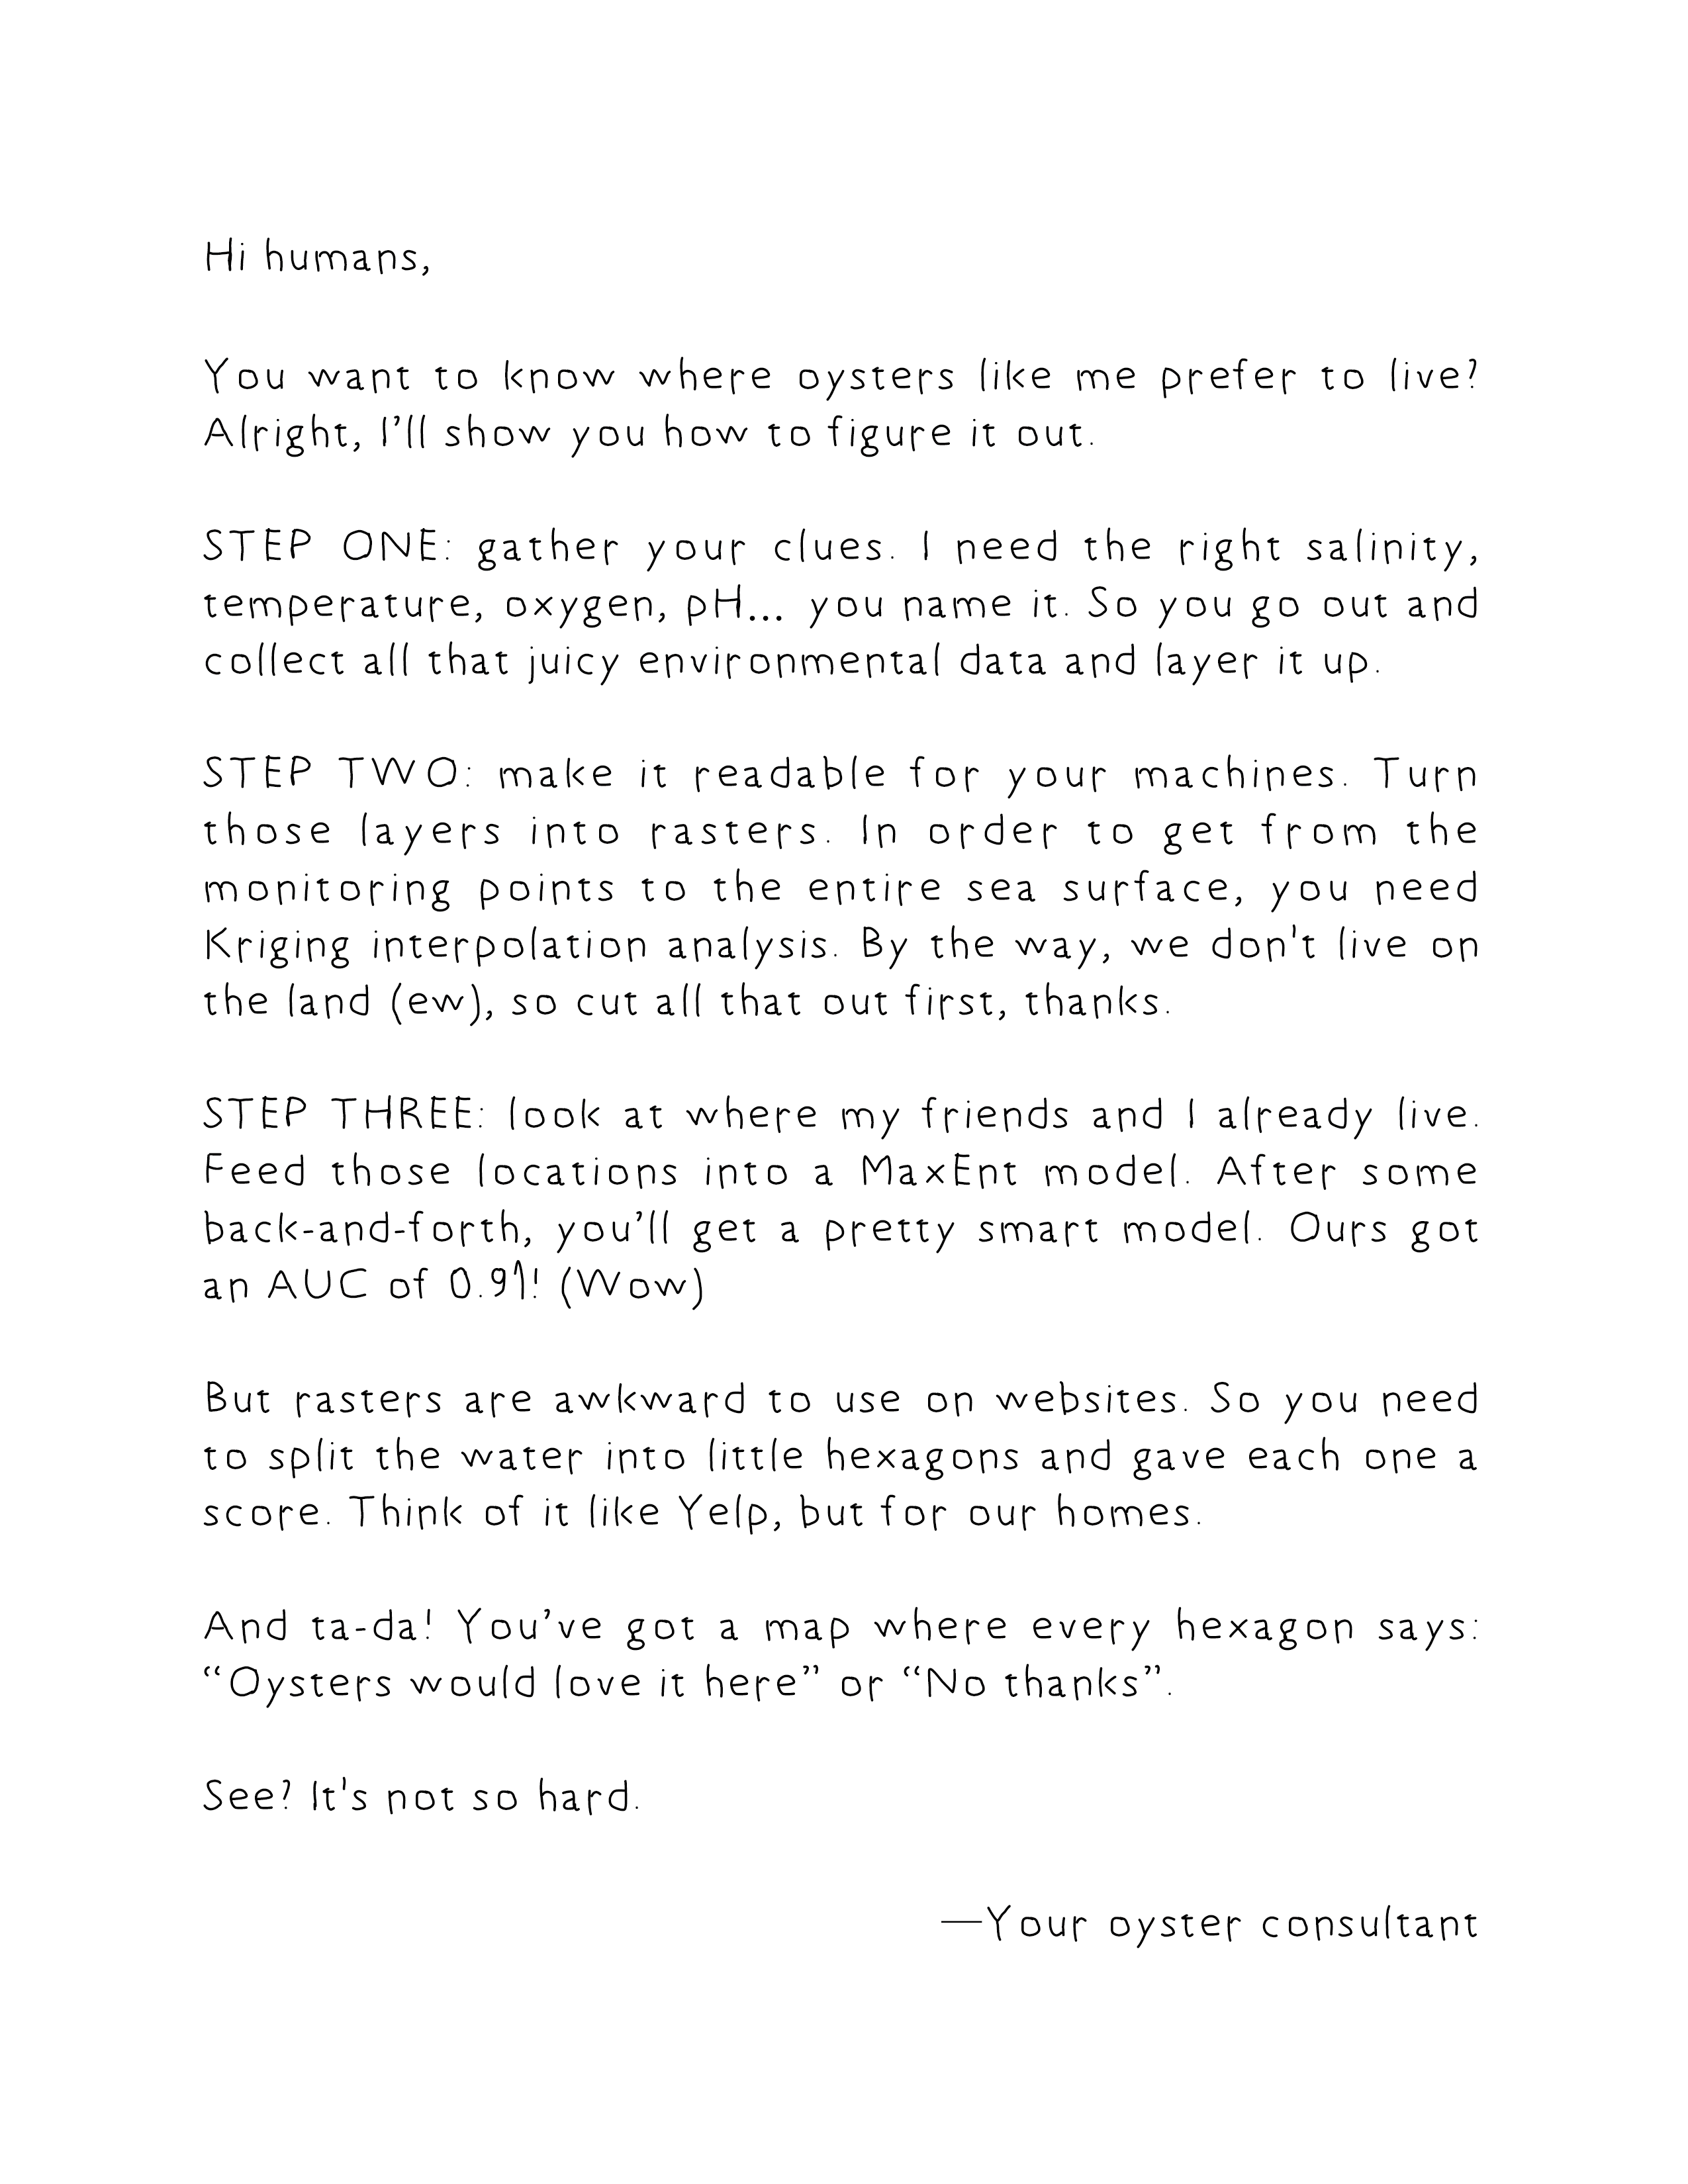 Hi humans,
You want to know where oysters like me prefer to live?
Alright, I’ll show you how to figure it out.
STEP ONE: gather your clues. I need the right salinity,
temperature, oxygen, pH... you name it. So you go out and
collect all that juicy environmental data and layer it up.
STEP TWO: make it readable for your machines. Turn
those layers into rasters. In order to get from the
monitoring points to the entire sea surface, you need
Kriging interpolation analysis. By the way, we don't live on
the land (ew), so cut all that out first, thanks.
STEP THREE: look at where my friends and I already live.
Feed those locations into a MaxEnt model. After some
back-and-forth, you’ll get a pretty smart model. Ours got
an AUC of 0.91! (Wow)
But rasters are awkward to use on websites. So you need
to split the water into little hexagons and gave each one a
score. Think of it like Yelp, but for our homes.
And ta-da! You’ve got a map where every hexagon says:
“Oysters would love it here” or “No thanks”.
See? It's not so hard.
—Your oyster consultant